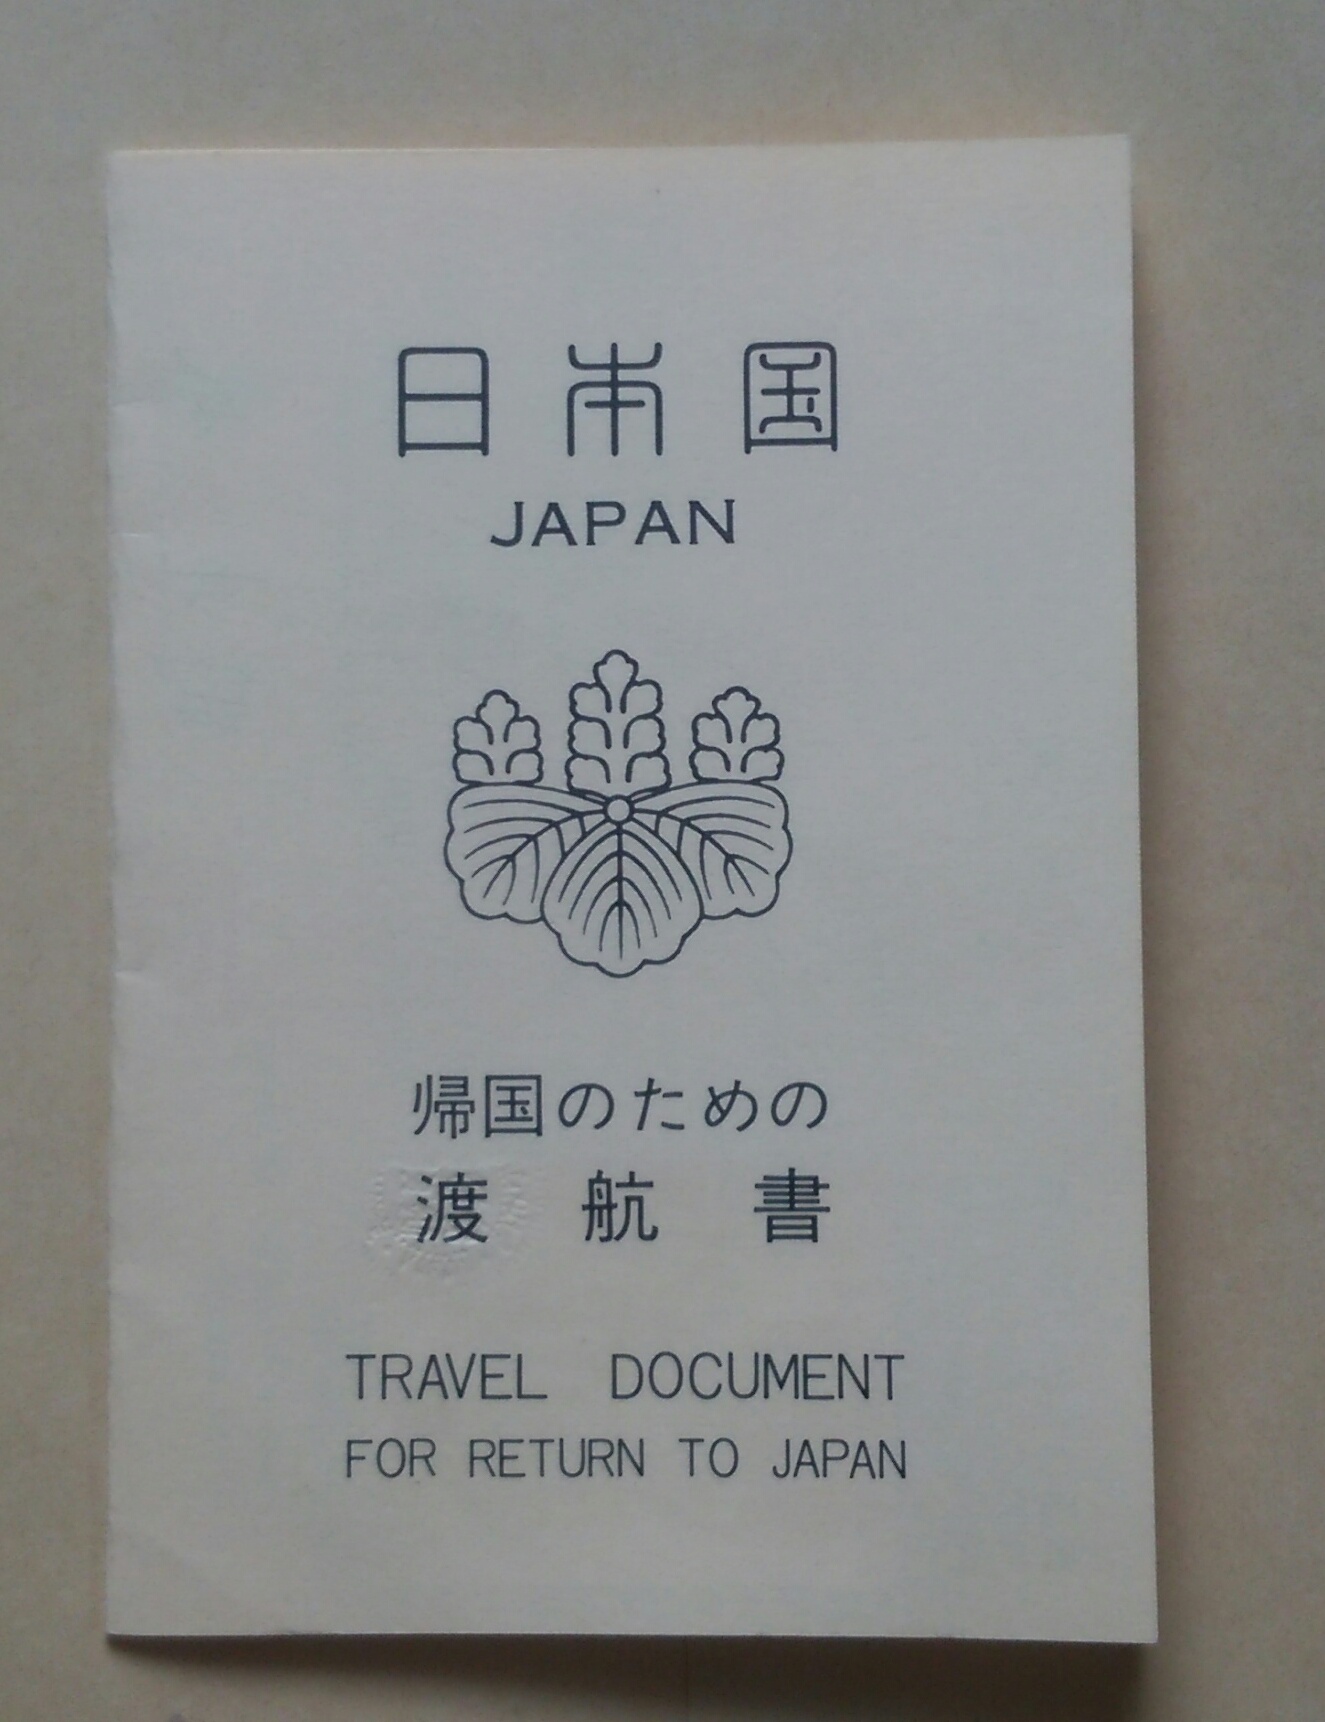 日本国
JAPAN
帰国のための
渡航書
TRAVEL DOCUMENT
FOR RETURN TO JAPAN